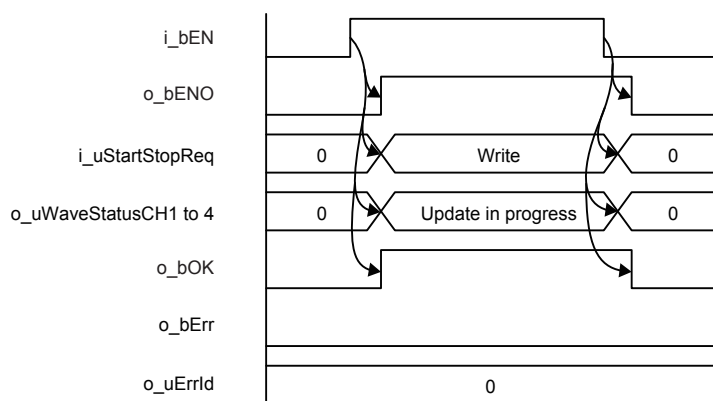 i_bEN
o_bENO
i_uStartStopReq 0 Write 0
o_uWaveStatusCH1 to 4 0 Update in progress 0
o_bOK
o_bErr
o_uErrId 0